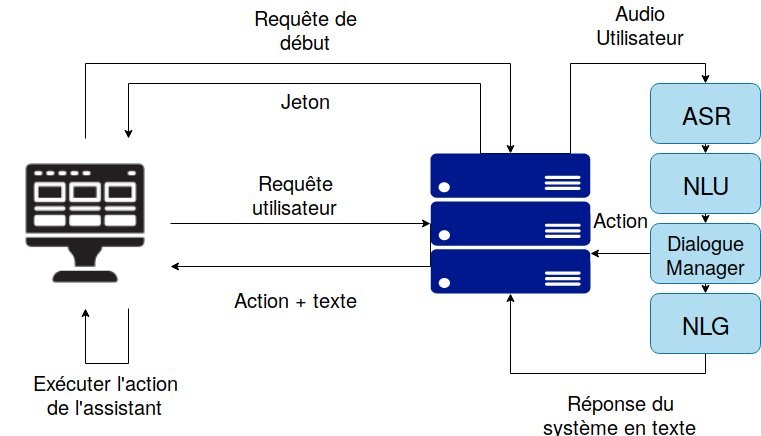 Requête de
début
Audio
Utilisateur
Jeton
ASR
Requête
utilisateur
NLU
Action
Dialogue
Manager
Action + texte
NLG
Exécuter l'action
de l'assistant
Réponse du
système en texte